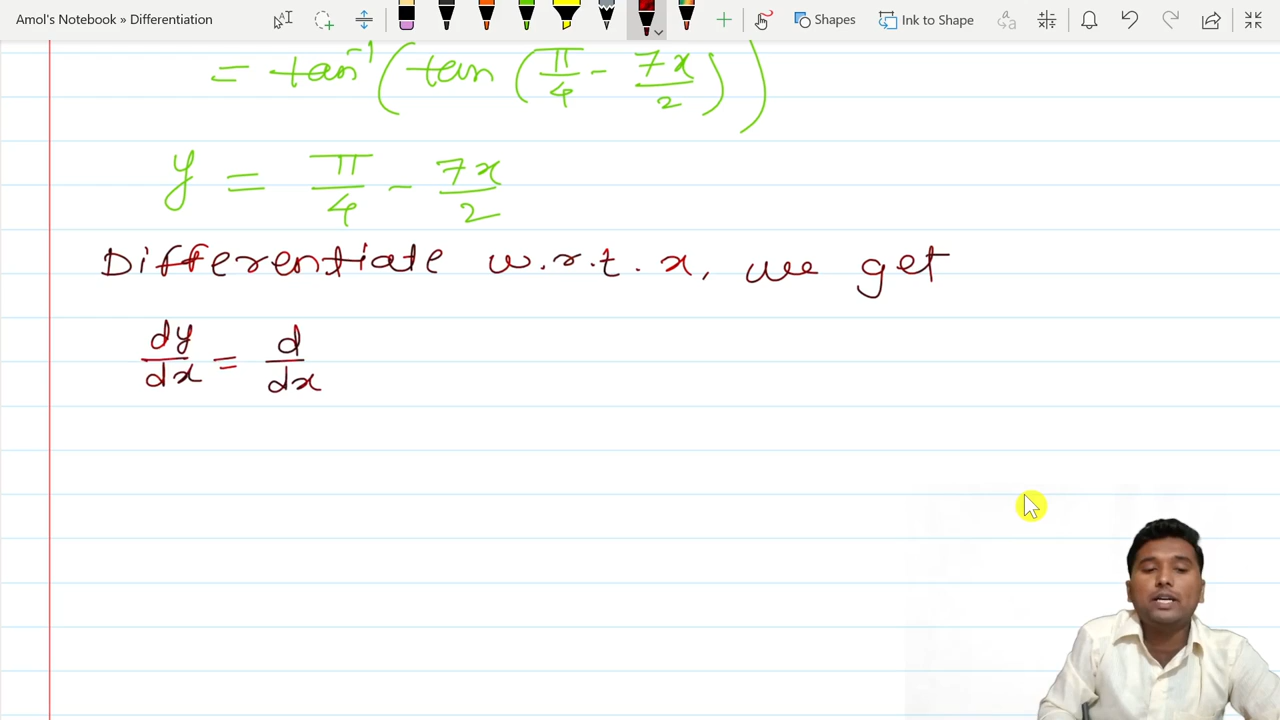 Amol's Notebook » Differentiation
Shapes
Ink to Shape
= tan⁻¹(tan(π/4 - 7x/2))
y = π/4 - 7x/2
Differentiate w.r.t. x, we get
dy/dx = d/dx